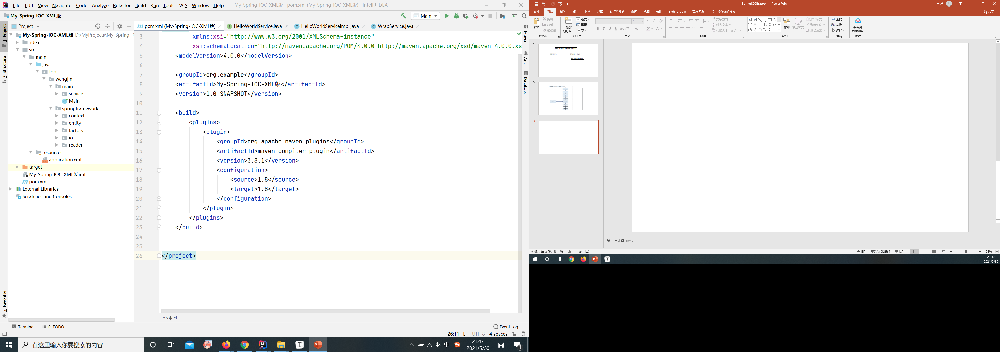 File Edit View Navigate Code Analyze Refactor Build Run Tools VCS Window Help My-Spring-IOC-XML版 - pom.xml (My-Spring-IOC-XML版) - IntelliJ IDEA
My-Spring-IOC-XML版
Main
Project
pom.xml (My-Spring-IOC-XML版) HelloWorldService.java HelloWorldServiceImpl.java WrapService.java
1: Project
7: Structure
2: Favorites
My-Spring-IOC-XML版 D:\MyProjects\My-Spring-I
.idea
src
main
java
top
wangjin
main
service
Main
springframework
context
entity
factory
io
reader
resources
application.xml
target
My-Spring-IOC-XML版.iml
pom.xml
External Libraries
Scratches and Consoles
3 xmlns:xsi="http://www.w3.org/2001/XMLSchema-instance"
4 xsi:schemaLocation="http://maven.apache.org/POM/4.0.0 http://maven.apache.org/xsd/maven-4.0.0.xs
5 <modelVersion>4.0.0</modelVersion>
6
7 <groupId>org.example</groupId>
8 <artifactId>My-Spring-IOC-XML版</artifactId>
9 <version>1.0-SNAPSHOT</version>
10
11 <build>
12 <plugins>
13 <plugin>
14 <groupId>org.apache.maven.plugins</groupId>
15 <artifactId>maven-compiler-plugin</artifactId>
16 <version>3.8.1</version>
17 <configuration>
18 <source>1.8</source>
19 <target>1.8</target>
20 </configuration>
21 </plugin>
22 </plugins>
23 </build>
24
25
26 </project>
project
Maven
Ant
Database
Terminal 6: TODO Event Log
26:11 LF UTF-8 4 spaces
在这里输入你要搜索的内容
中
21:47
2021/5/30
1
SpringIOC图.pptx - PowerPoint
王 进
文件 开始 插入 设计 切换 动画 幻灯片放映 审阅 视图 帮助 EndNote X8 百度网盘 操作说明搜索 共享
粘贴
剪切
复制
格式刷
剪贴板
新建
幻灯片
版式
重置
节
幻灯片
18
字体
文字方向
对齐文本
转换为 SmartArt
段落
排列
快速样式
形状填充
形状轮廓
形状效果
绘图
查找
替换
选择
编辑
保存到
百度网盘
保存
1
2
3
单击此处添加备注
幻灯片 第 3 张，共 3 张 中文(中国) 备注 显示器设置 批注 108%
21:47
2021/5/30